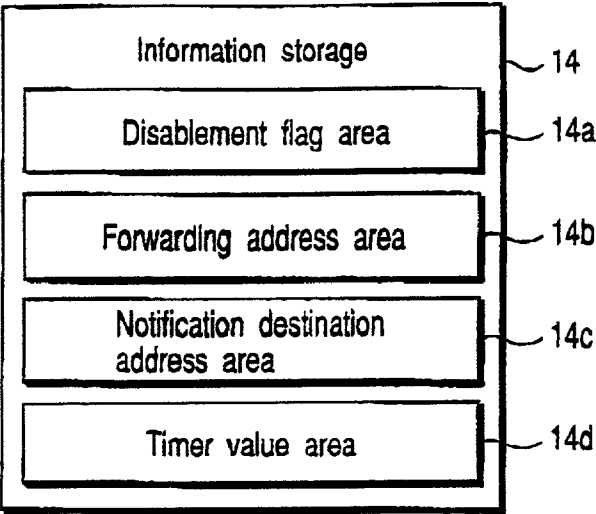 Information storage
14
Disablement flag area
14a
Forwarding address area
14b
Notification destination
address area
14c
Timer value area
14d